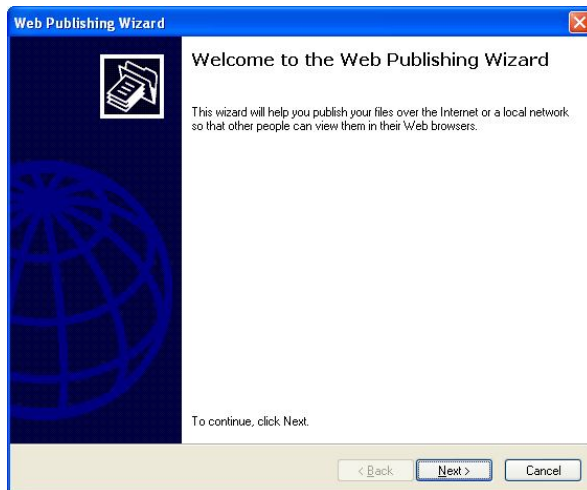 Web Publishing Wizard
Welcome to the Web Publishing Wizard
This wizard will help you publish your files over the Internet or a local network
so that other people can view them in their Web browsers.
To continue, click Next.
< Back
Next >
Cancel